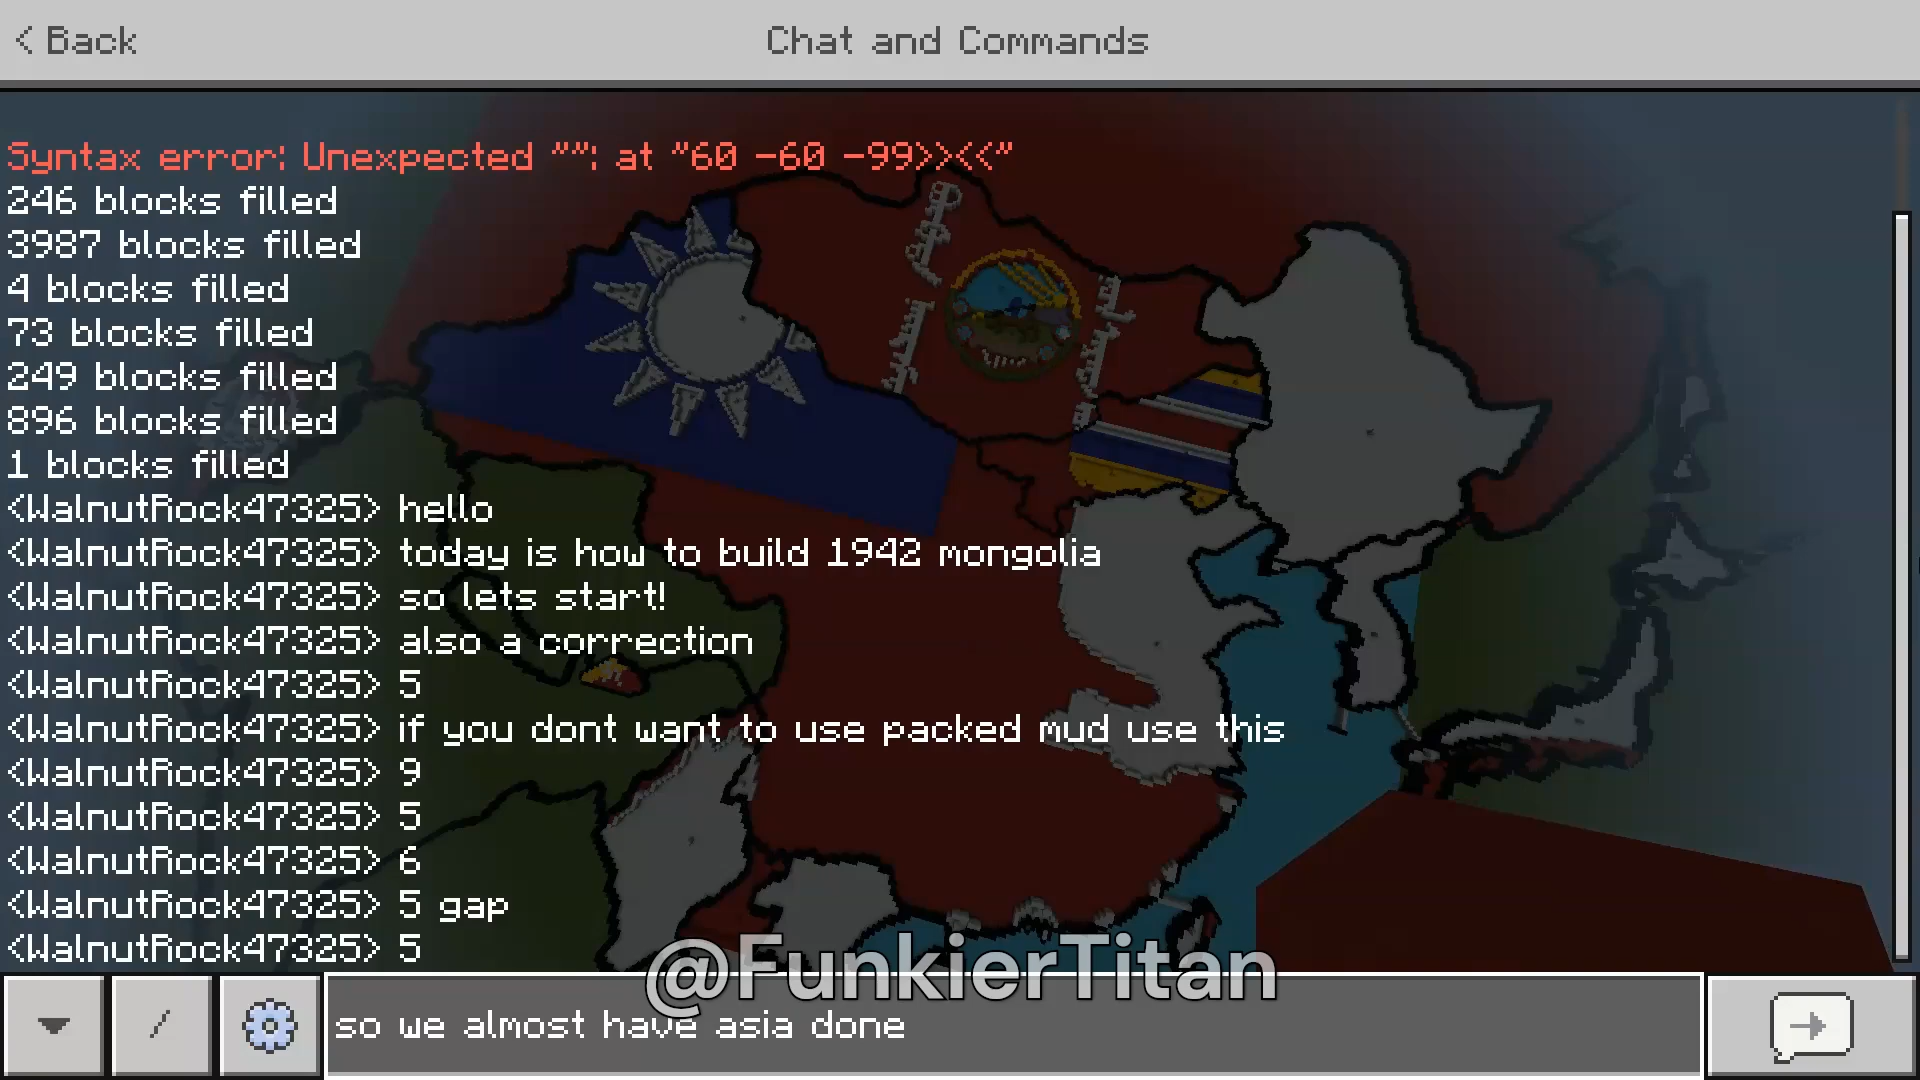 < Back
Chat and Commands
Syntax error: Unexpected "": at "60 -60 -99>><<"
246 blocks filled
3987 blocks filled
4 blocks filled
73 blocks filled
249 blocks filled
896 blocks filled
1 blocks filled
<WalnutRock47325> hello
<WalnutRock47325> today is how to build 1942 mongolia
<WalnutRock47325> so lets start!
<WalnutRock47325> also a correction
<WalnutRock47325> 5
<WalnutRock47325> if you dont want to use packed mud use this
<WalnutRock47325> 9
<WalnutRock47325> 5
<WalnutRock47325> 6
<WalnutRock47325> 5 gap
<WalnutRock47325> 5
@FunkierTitan
/ so we almost have asia done